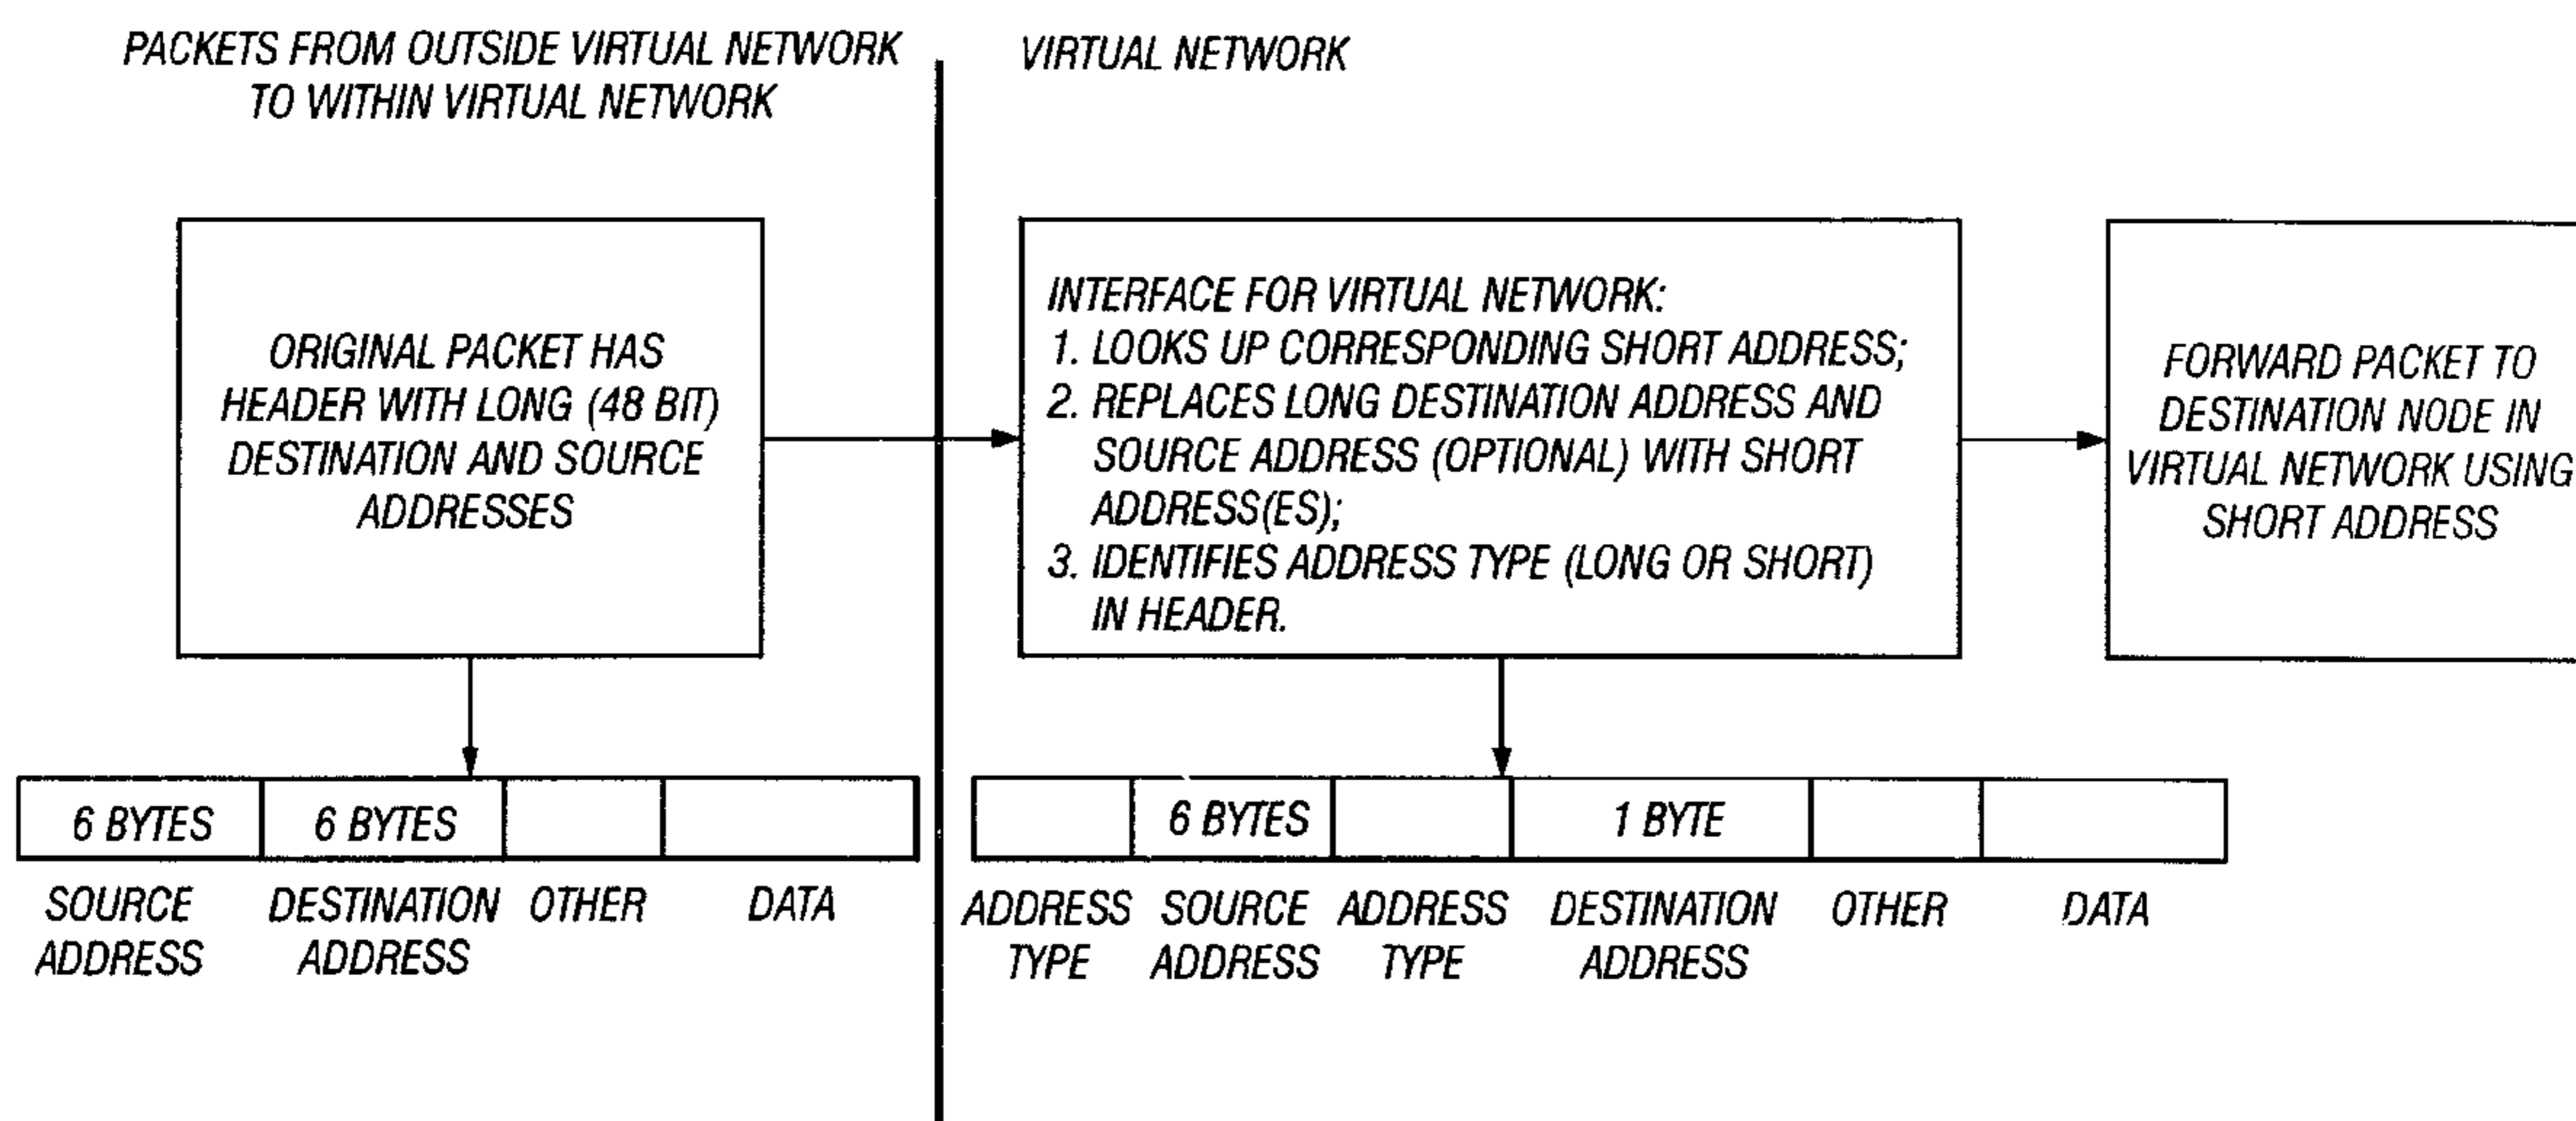 PACKETS FROM OUTSIDE VIRTUAL NETWORK
TO WITHIN VIRTUAL NETWORK
VIRTUAL NETWORK
ORIGINAL PACKET HAS
HEADER WITH LONG (48 BIT)
DESTINATION AND SOURCE
ADDRESSES
INTERFACE FOR VIRTUAL NETWORK:
1. LOOKS UP CORRESPONDING SHORT ADDRESS;
2. REPLACES LONG DESTINATION ADDRESS AND
SOURCE ADDRESS (OPTIONAL) WITH SHORT
ADDRESS(ES);
3. IDENTIFIES ADDRESS TYPE (LONG OR SHORT)
IN HEADER.
FORWARD PACKET TO
DESTINATION NODE IN
VIRTUAL NETWORK USING
SHORT ADDRESS
6 BYTES
6 BYTES
SOURCE
ADDRESS
DESTINATION
ADDRESS
OTHER
DATA
6 BYTES
1 BYTE
ADDRESS
TYPE
SOURCE
ADDRESS
ADDRESS
TYPE
DESTINATION
ADDRESS
OTHER
DATA